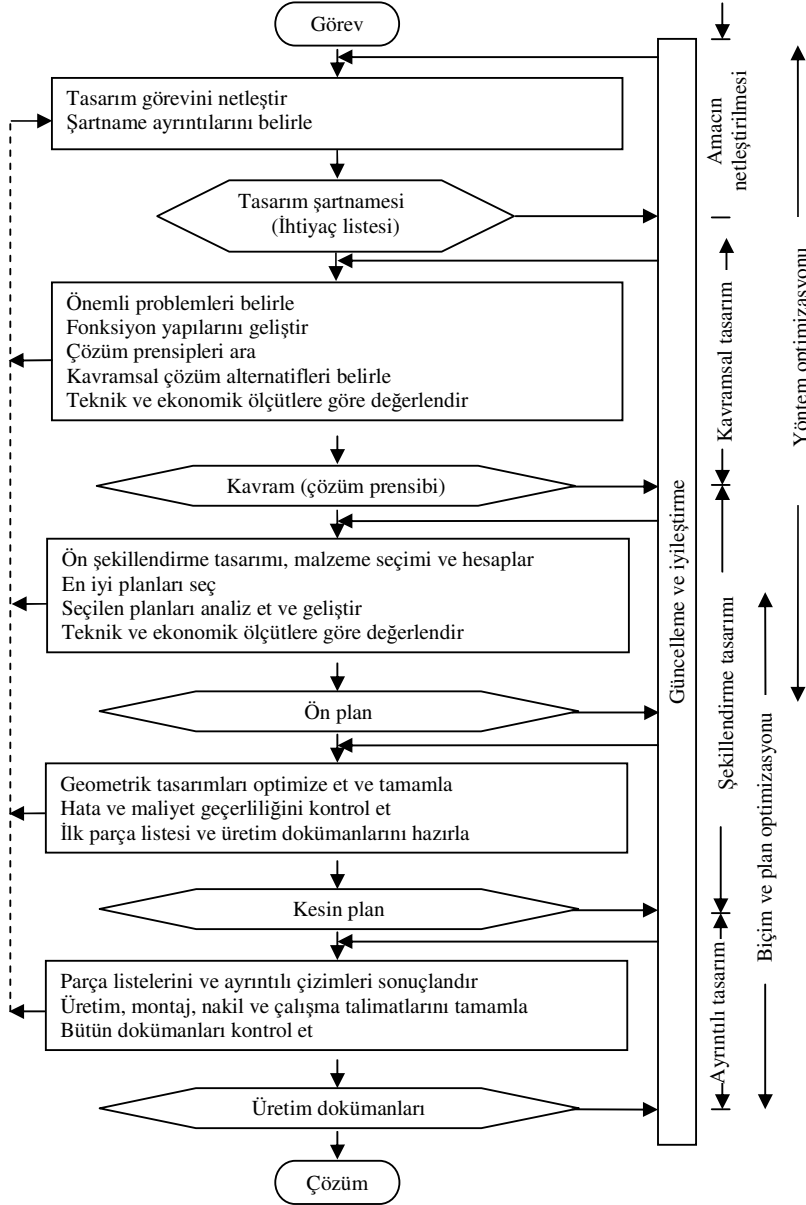 Görev
Tasarım görevini netleştir
Şartname ayrıntılarını belirle
Tasarım şartnamesi
(İhtiyaç listesi)
Önemli problemleri belirle
Fonksiyon yapılarını geliştir
Çözüm prensipleri ara
Kavramsal çözüm alternatifleri belirle
Teknik ve ekonomik ölçütlere göre değerlendir
Kavram (çözüm prensibi)
Ön şekillendirme tasarımı, malzeme seçimi ve hesaplar
En iyi planları seç
Seçilen planları analiz et ve geliştir
Teknik ve ekonomik ölçütlere göre değerlendir
Ön plan
Geometrik tasarımları optimize et ve tamamla
Hata ve maliyet geçerliliğini kontrol et
İlk parça listesi ve üretim dokümanlarını hazırla
Kesin plan
Parça listelerini ve ayrıntılı çizimleri sonuçlandır
Üretim, montaj, nakil ve çalışma talimatlarını tamamla
Bütün dokümanları kontrol et
Üretim dokümanları
Çözüm
Güncelleme ve iyileştirme
Amacın
netleştirilmesi
Kavramsal tasarım
Şekillendirme tasarımı
Ayrıntılı tasarım
Yöntem optimizasyonu
Biçim ve plan optimizasyonu